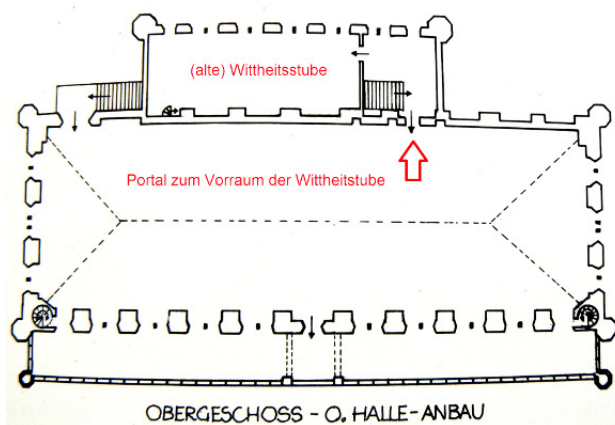 (alte) Wittheitsstube
Portal zum Vorraum der Wittheitstube
OBERGESCHOSS - O. HALLE - ANBAU